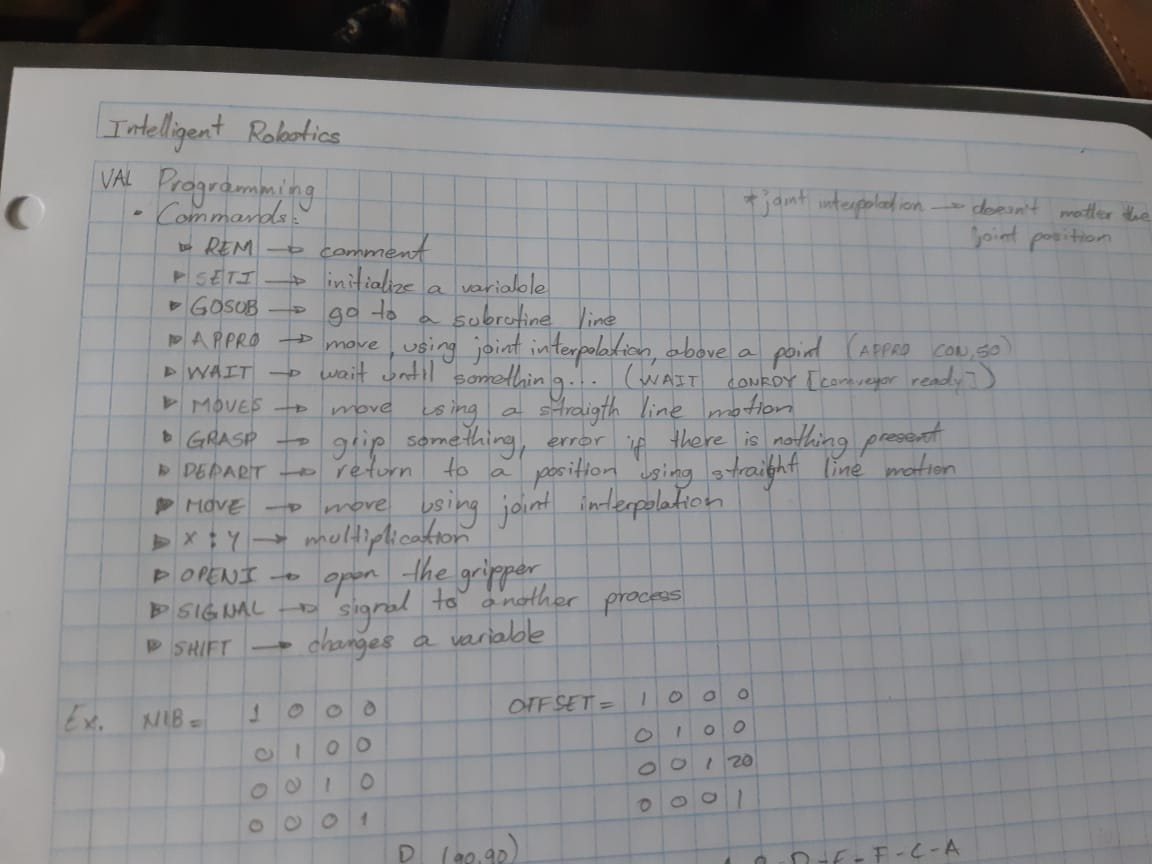 Intelligent Robotics
VAL Programming
• Commands:
* joint interpolation → doesn't matter the
joint position
▸ REM → comment
▸ SETI → initialize a variable
▸ GOSUB → go to a subrotine line
▸ APPRO → move, using joint interpolation, above a point (APPRO CON,50)
▸ WAIT → wait until something... (WAIT CONRDY [conveyor ready])
▸ MOVES → move using a straigth line motion
▸ GRASP → grip something, error if there is nothing present
▸ DEPART → return to a position using straight line motion
▸ MOVE → move using joint interpolation
▸ X : Y → multiplication
▸ OPENI → open the gripper
▸ SIGNAL → signal to another process
▸ SHIFT → changes a variable
Ex. NIB = 1 0 0 0 OFFSET = 1 0 0 0
0 1 0 0 0 1 0 0
0 0 1 0 0 0 1 20
0 0 0 1 0 0 0 1
D (90,90)
D-E-F-C-A